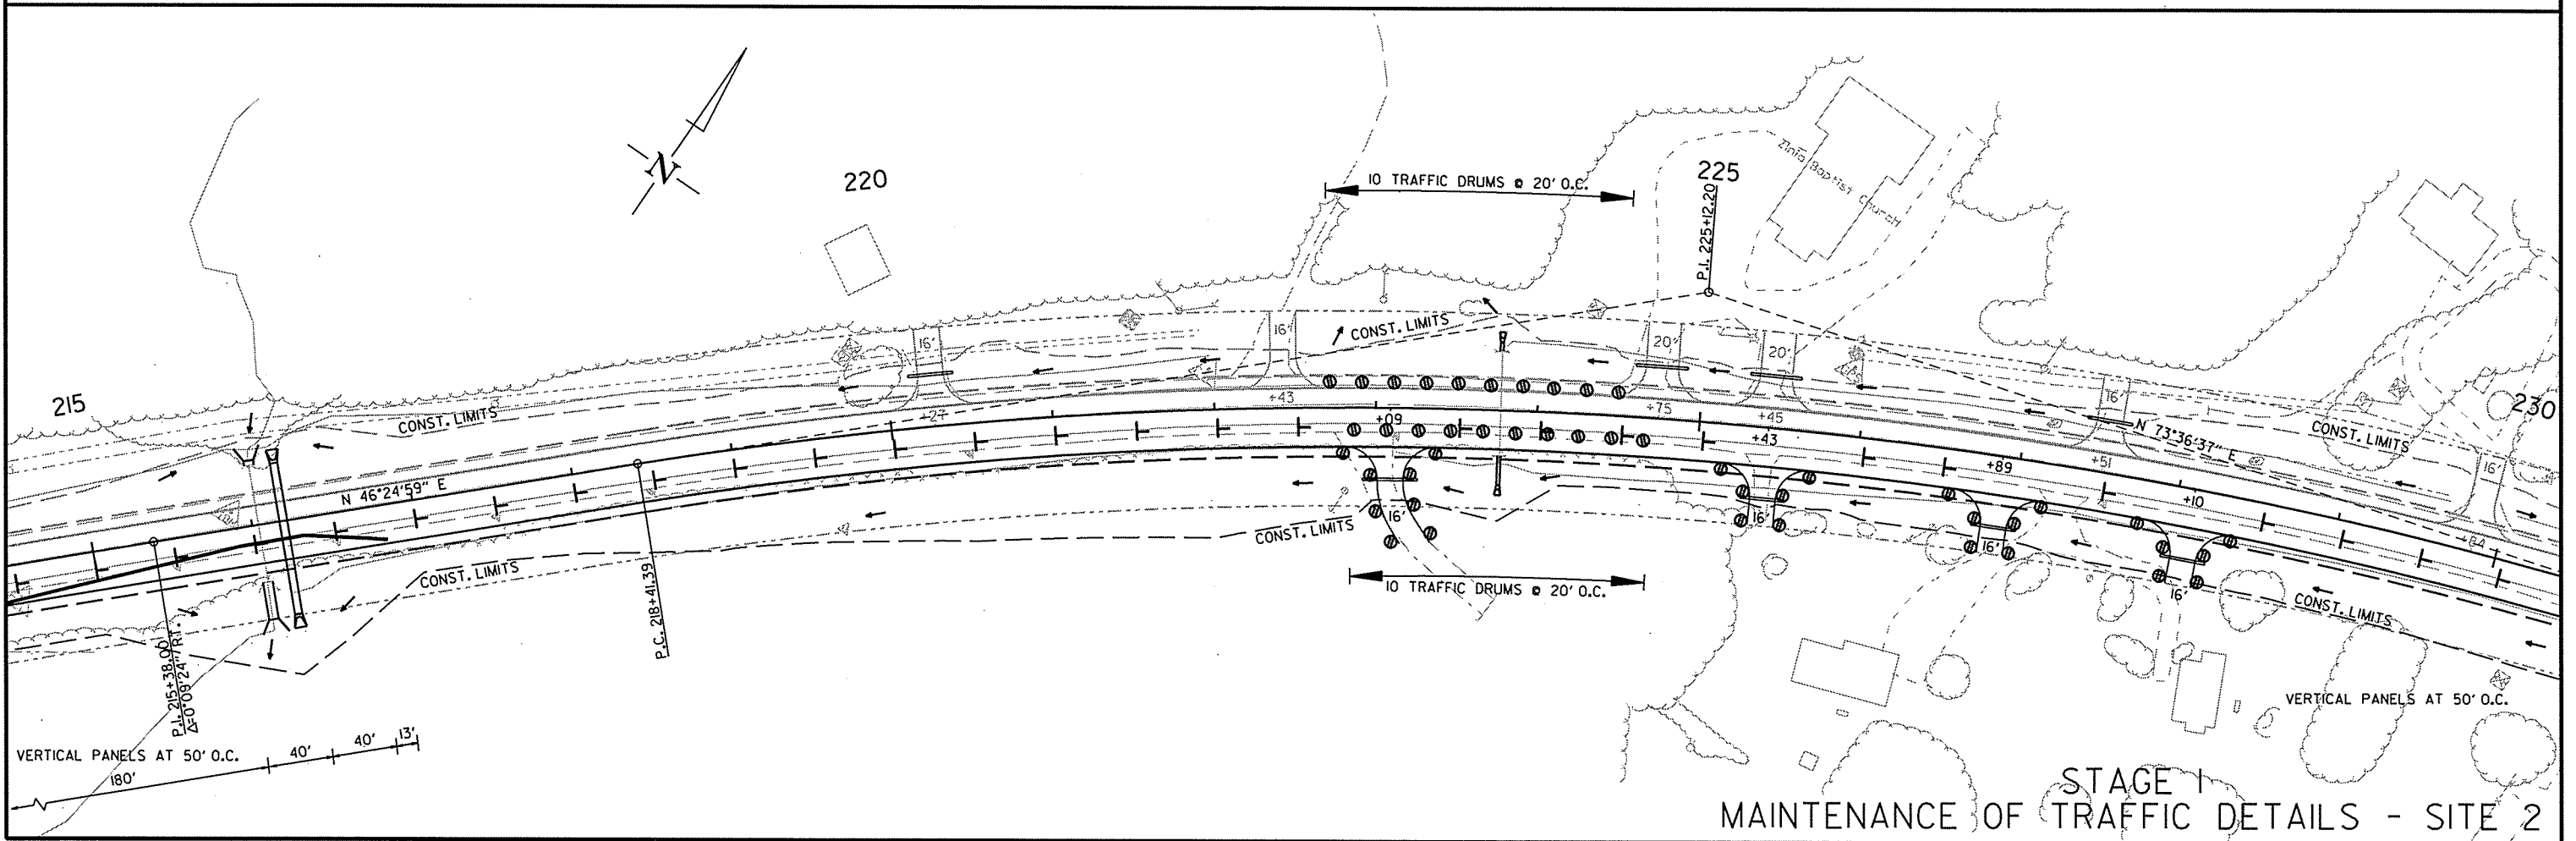 N
220
10 TRAFFIC DRUMS @ 20' O.C.
225
P.I. 225+12.20
Zinia Baptist Church
215
CONST. LIMITS
16'
16'
CONST. LIMITS
20'
20'
16'
230
CONST. LIMITS
16'
N 73°36'37" E
N 46°24'59" E
+27
+43
+09
+75
+45
+43
+89
+51
+10
+84
CONST. LIMITS
CONST. LIMITS
16'
16'
16'
16'
CONST. LIMITS
10 TRAFFIC DRUMS @ 20' O.C.
P.I. 215+38.00
Δ=0°09'24" RT.
P.C. 218+41.39
VERTICAL PANELS AT 50' O.C.
180'
40'
40'
13'
VERTICAL PANELS AT 50' O.C.
STAGE I
MAINTENANCE OF TRAFFIC DETAILS - SITE 2